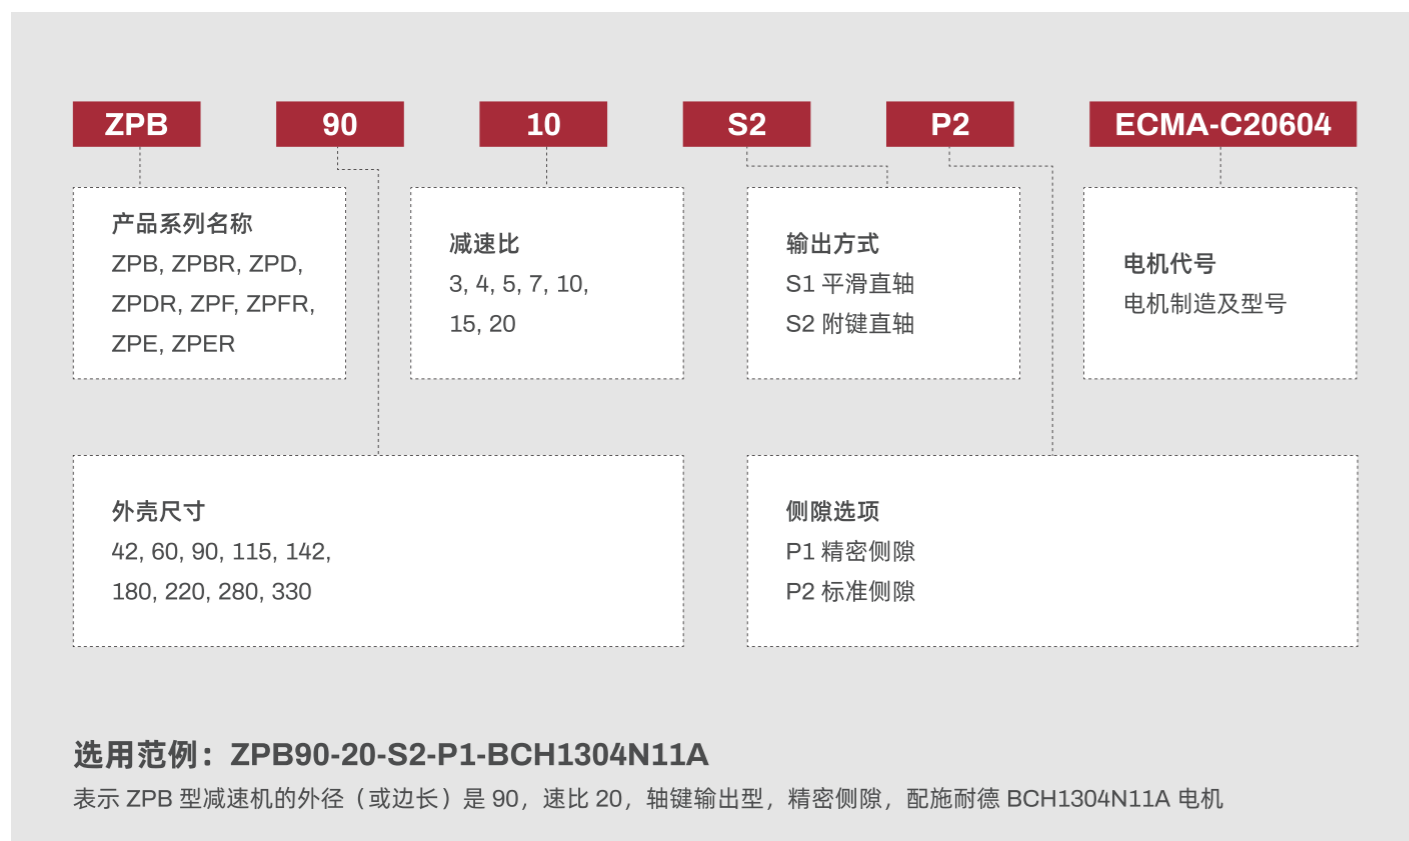 ZPB
90
10
S2
P2
ECMA-C20604
产品系列名称
ZPB, ZPBR, ZPD,
ZPDR, ZPF, ZPFR,
ZPE, ZPER
减速比
3, 4, 5, 7, 10,
15, 20
输出方式
S1 平滑直轴
S2 附键直轴
电机代号
电机制造及型号
外壳尺寸
42, 60, 90, 115, 142,
180, 220, 280, 330
侧隙选项
P1 精密侧隙
P2 标准侧隙
选用范例：ZPB90-20-S2-P1-BCH1304N11A
表示 ZPB 型减速机的外径（或边长）是 90，速比 20，轴键输出型，精密侧隙，配施耐德 BCH1304N11A 电机